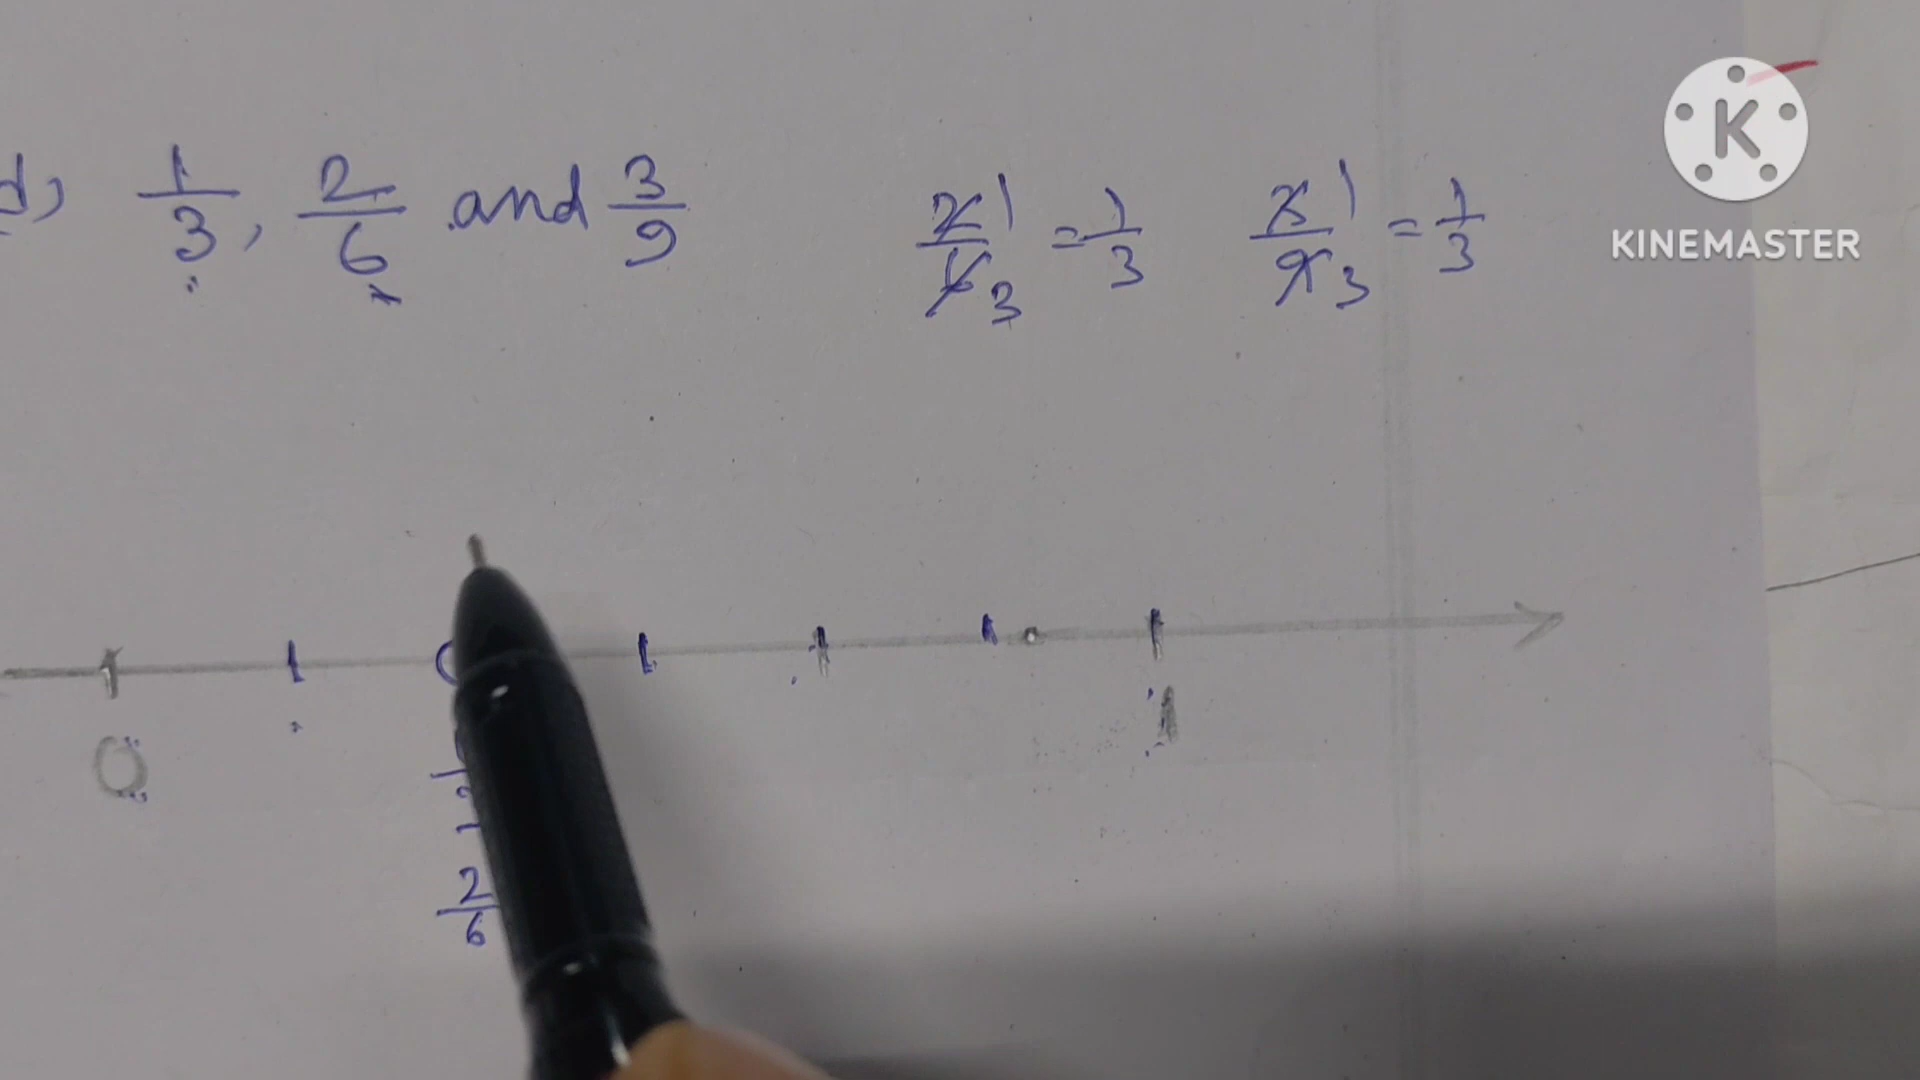 d, 1/3, 2/6 and 3/9 2/6 1 3 = 1/3 3/9 1 3 = 1/3
K
KINEMASTER
0 1
2/6